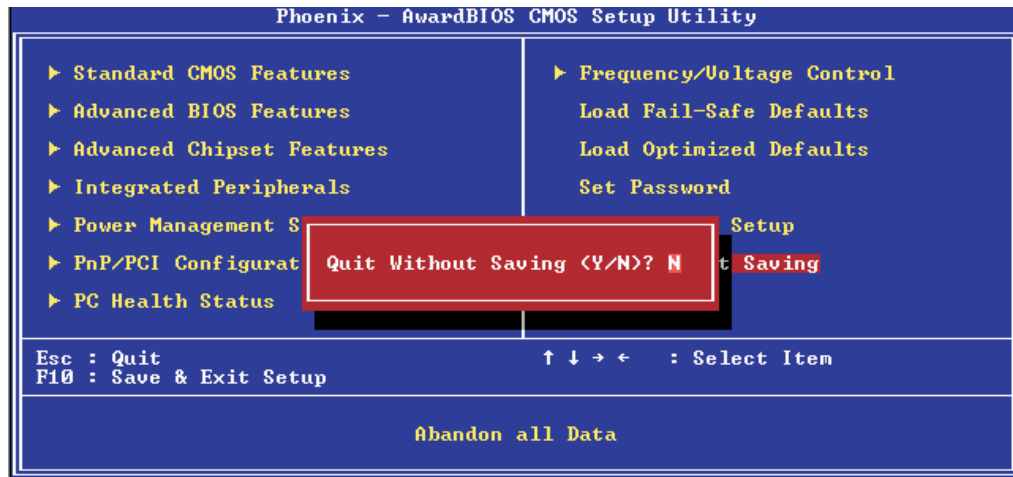 Phoenix - AwardBIOS CMOS Setup Utility
► Standard CMOS Features
► Advanced BIOS Features
► Advanced Chipset Features
► Integrated Peripherals
► Power Management S
► PnP/PCI Configurat
► PC Health Status
► Frequency/Voltage Control
Load Fail-Safe Defaults
Load Optimized Defaults
Set Password
Setup
t Saving
Quit Without Saving (Y/N)? N
Esc : Quit
F10 : Save & Exit Setup
↑ ↓ → ← : Select Item
Abandon all Data